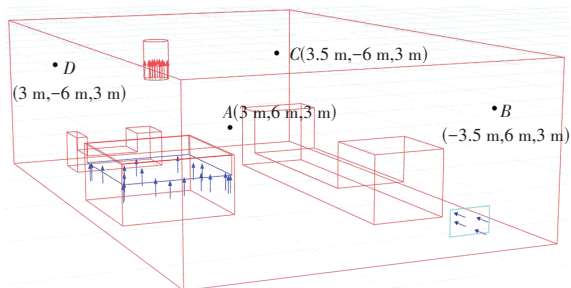 C(3.5 m,−6 m,3 m)
D
(3 m,−6 m,3 m)
A(3 m,6 m,3 m)
B
(−3.5 m,6 m,3 m)